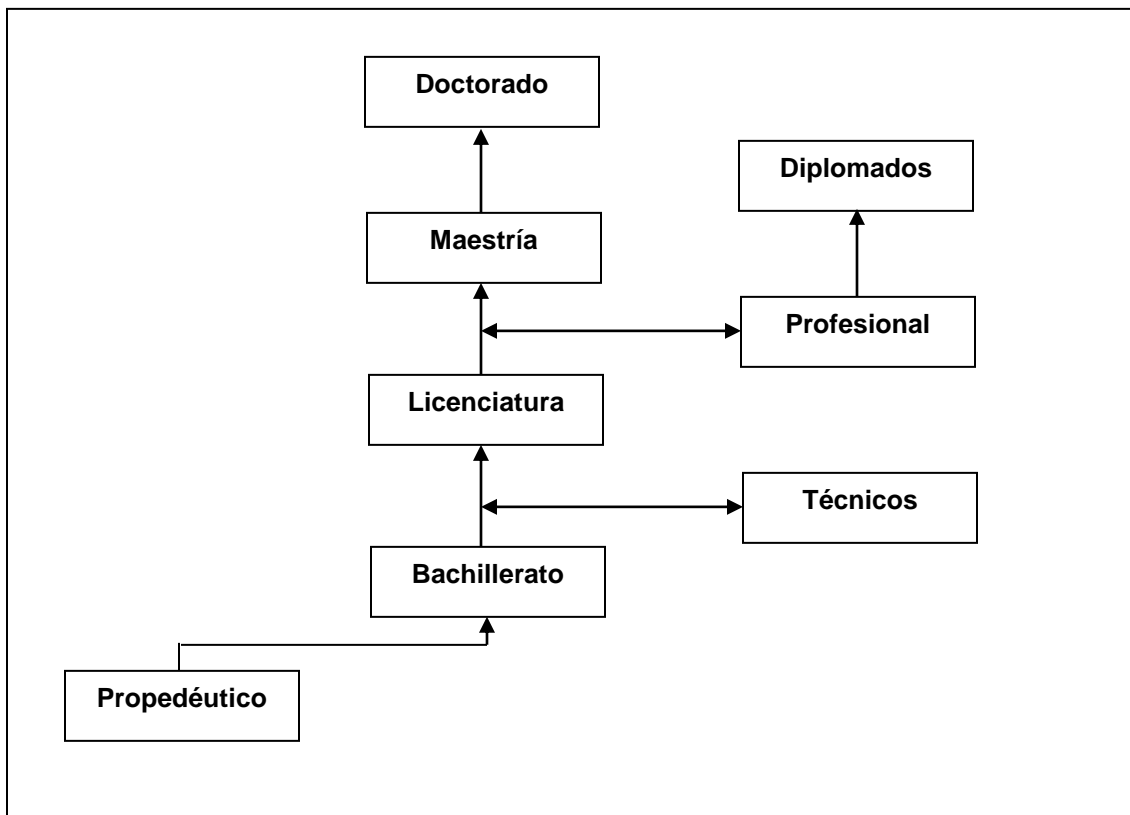 Doctorado
Diplomados
Maestría
Profesional
Licenciatura
Técnicos
Bachillerato
Propedéutico